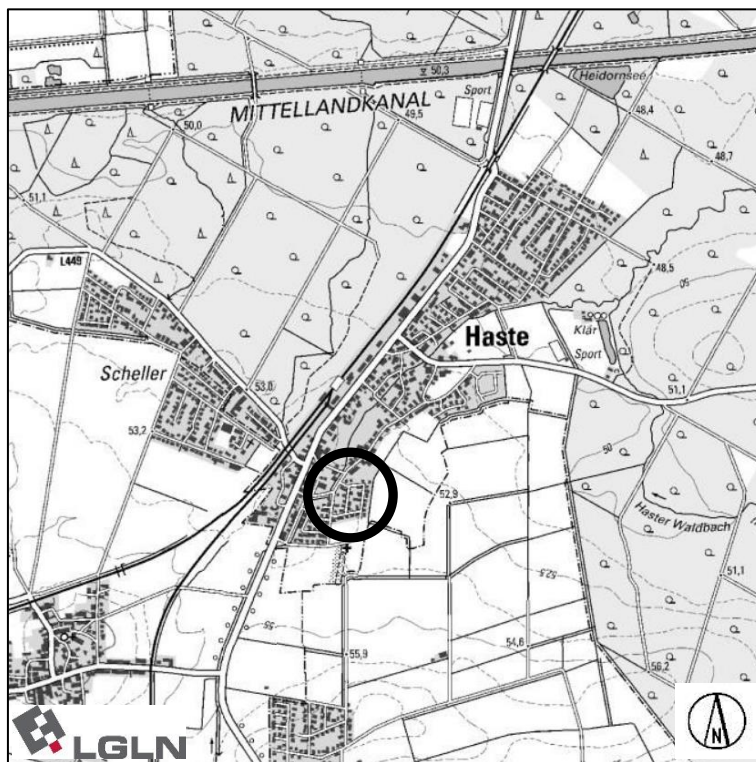 50,3
Heidornsee
MITTELLANDKANAL
Sport
49,5
48,4
50,0
48,7
51,1
L449
48,5
50
Haste
Klär
Sport
Scheller
53,0
51,1
53,2
50
52,9
Haster Waldbach
52,5
51,1
55
54,6
55,9
56,2
LGLN
N